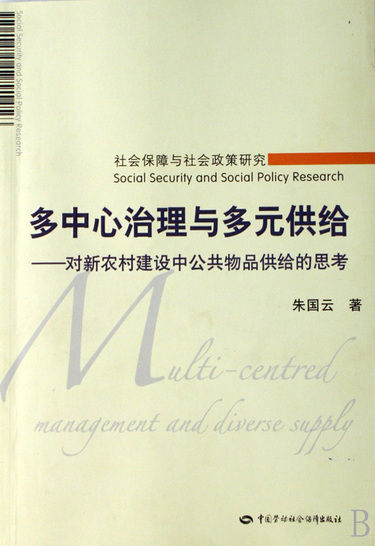 Social Security and Social Policy Research
社会保障与社会政策研究
Social Security and Social Policy Research
多中心治理与多元供给
——对新农村建设中公共物品供给的思考
朱国云 著
Multi-centred
management and diverse supply
中国劳动社会保障出版社
B